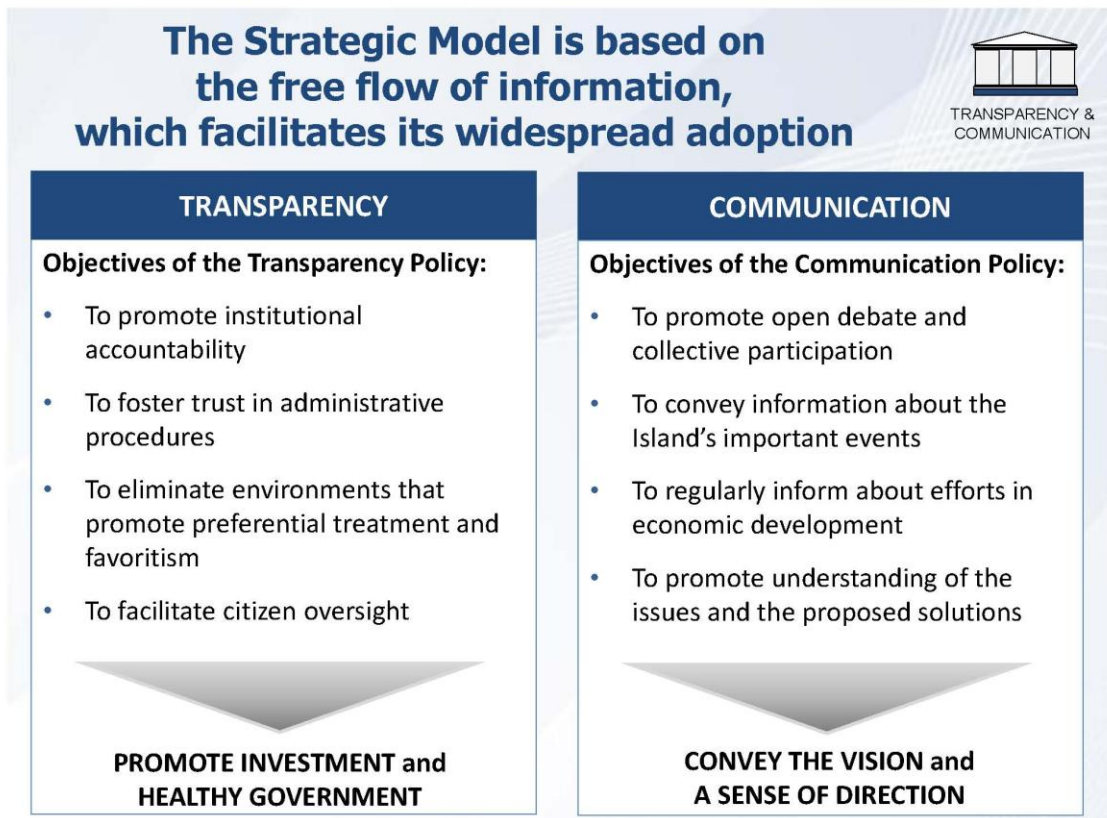 The Strategic Model is based on
the free flow of information,
which facilitates its widespread adoption
TRANSPARENCY &
COMMUNICATION
TRANSPARENCY
Objectives of the Transparency Policy:
• To promote institutional
accountability
• To foster trust in administrative
procedures
• To eliminate environments that
promote preferential treatment and
favoritism
• To facilitate citizen oversight
PROMOTE INVESTMENT and
HEALTHY GOVERNMENT
COMMUNICATION
Objectives of the Communication Policy:
• To promote open debate and
collective participation
• To convey information about the
Island's important events
• To regularly inform about efforts in
economic development
• To promote understanding of the
issues and the proposed solutions
CONVEY THE VISION and
A SENSE OF DIRECTION